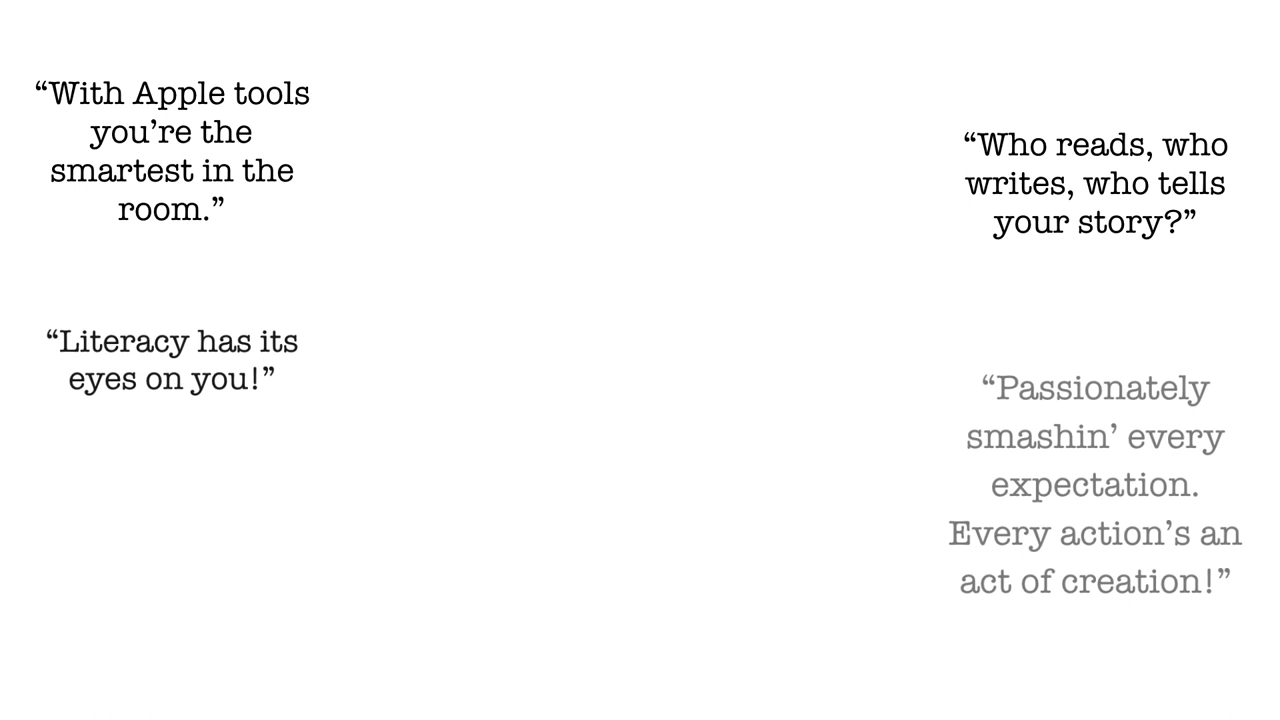 “With Apple tools
you’re the
smartest in the
room.”
“Literacy has its
eyes on you!”
“Who reads, who
writes, who tells
your story?”
“Passionately
smashin’ every
expectation.
Every action’s an
act of creation!”